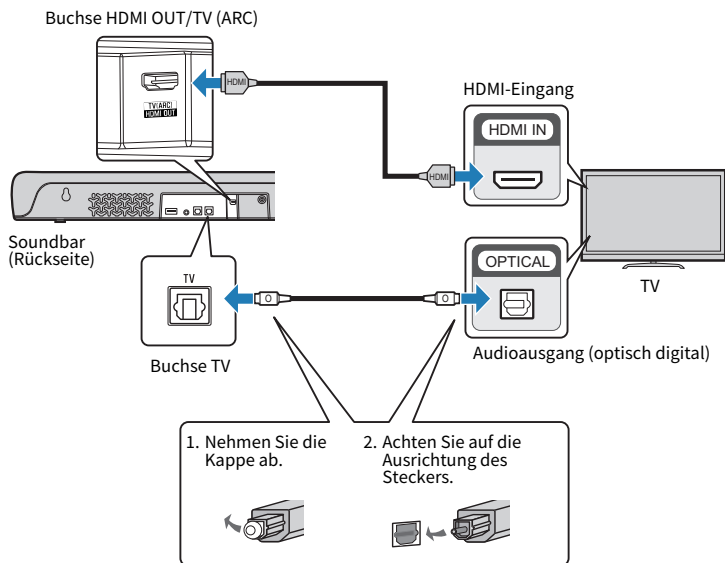 Buchse HDMI OUT/TV (ARC)
HDMI
TV(ARC)
HDMI OUT
HDMI-Eingang
HDMI IN
HDMI
Soundbar
(Rückseite)
TV
OPTICAL
TV
Buchse TV
Audioausgang (optisch digital)
1. Nehmen Sie die
Kappe ab.
2. Achten Sie auf die
Ausrichtung des
Steckers.